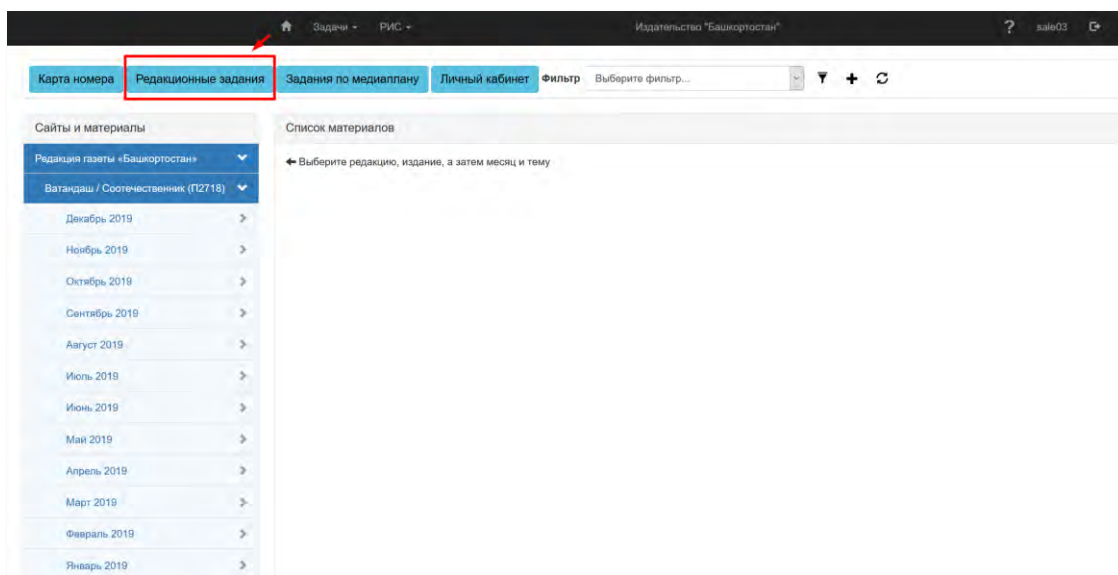 Задачи РИС Издательство "Башкортостан" ? sale03
Карта номера Редакционные задания Задания по медиаплану Личный кабинет Фильтр Выберите фильтр...
Сайты и материалы
Список материалов
Редакция газеты «Башкортостан»
Выберите редакцию, издание, а затем месяц и тему
Ватандаш / Соотечественник (П2718)
Декабрь 2019
Ноябрь 2019
Октябрь 2019
Сентябрь 2019
Август 2019
Июль 2019
Июнь 2019
Май 2019
Апрель 2019
Март 2019
Февраль 2019
Январь 2019